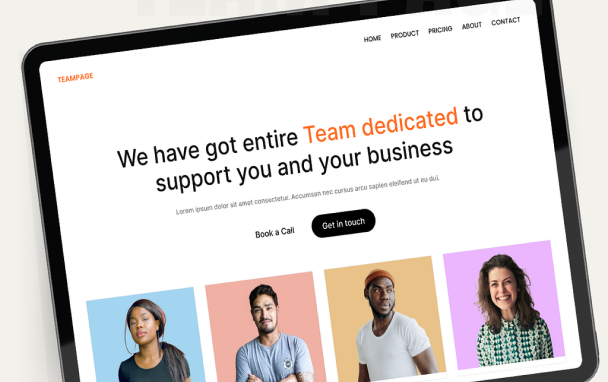 HOME PRODUCT PRICING ABOUT CONTACT
TEAMPAGE
We have got entire Team dedicated to
support you and your business
Lorem ipsum dolor sit amet consectetur. Accumsan nec cursus arcu sapien eleifend ut eu dui.
Book a Call Get in touch